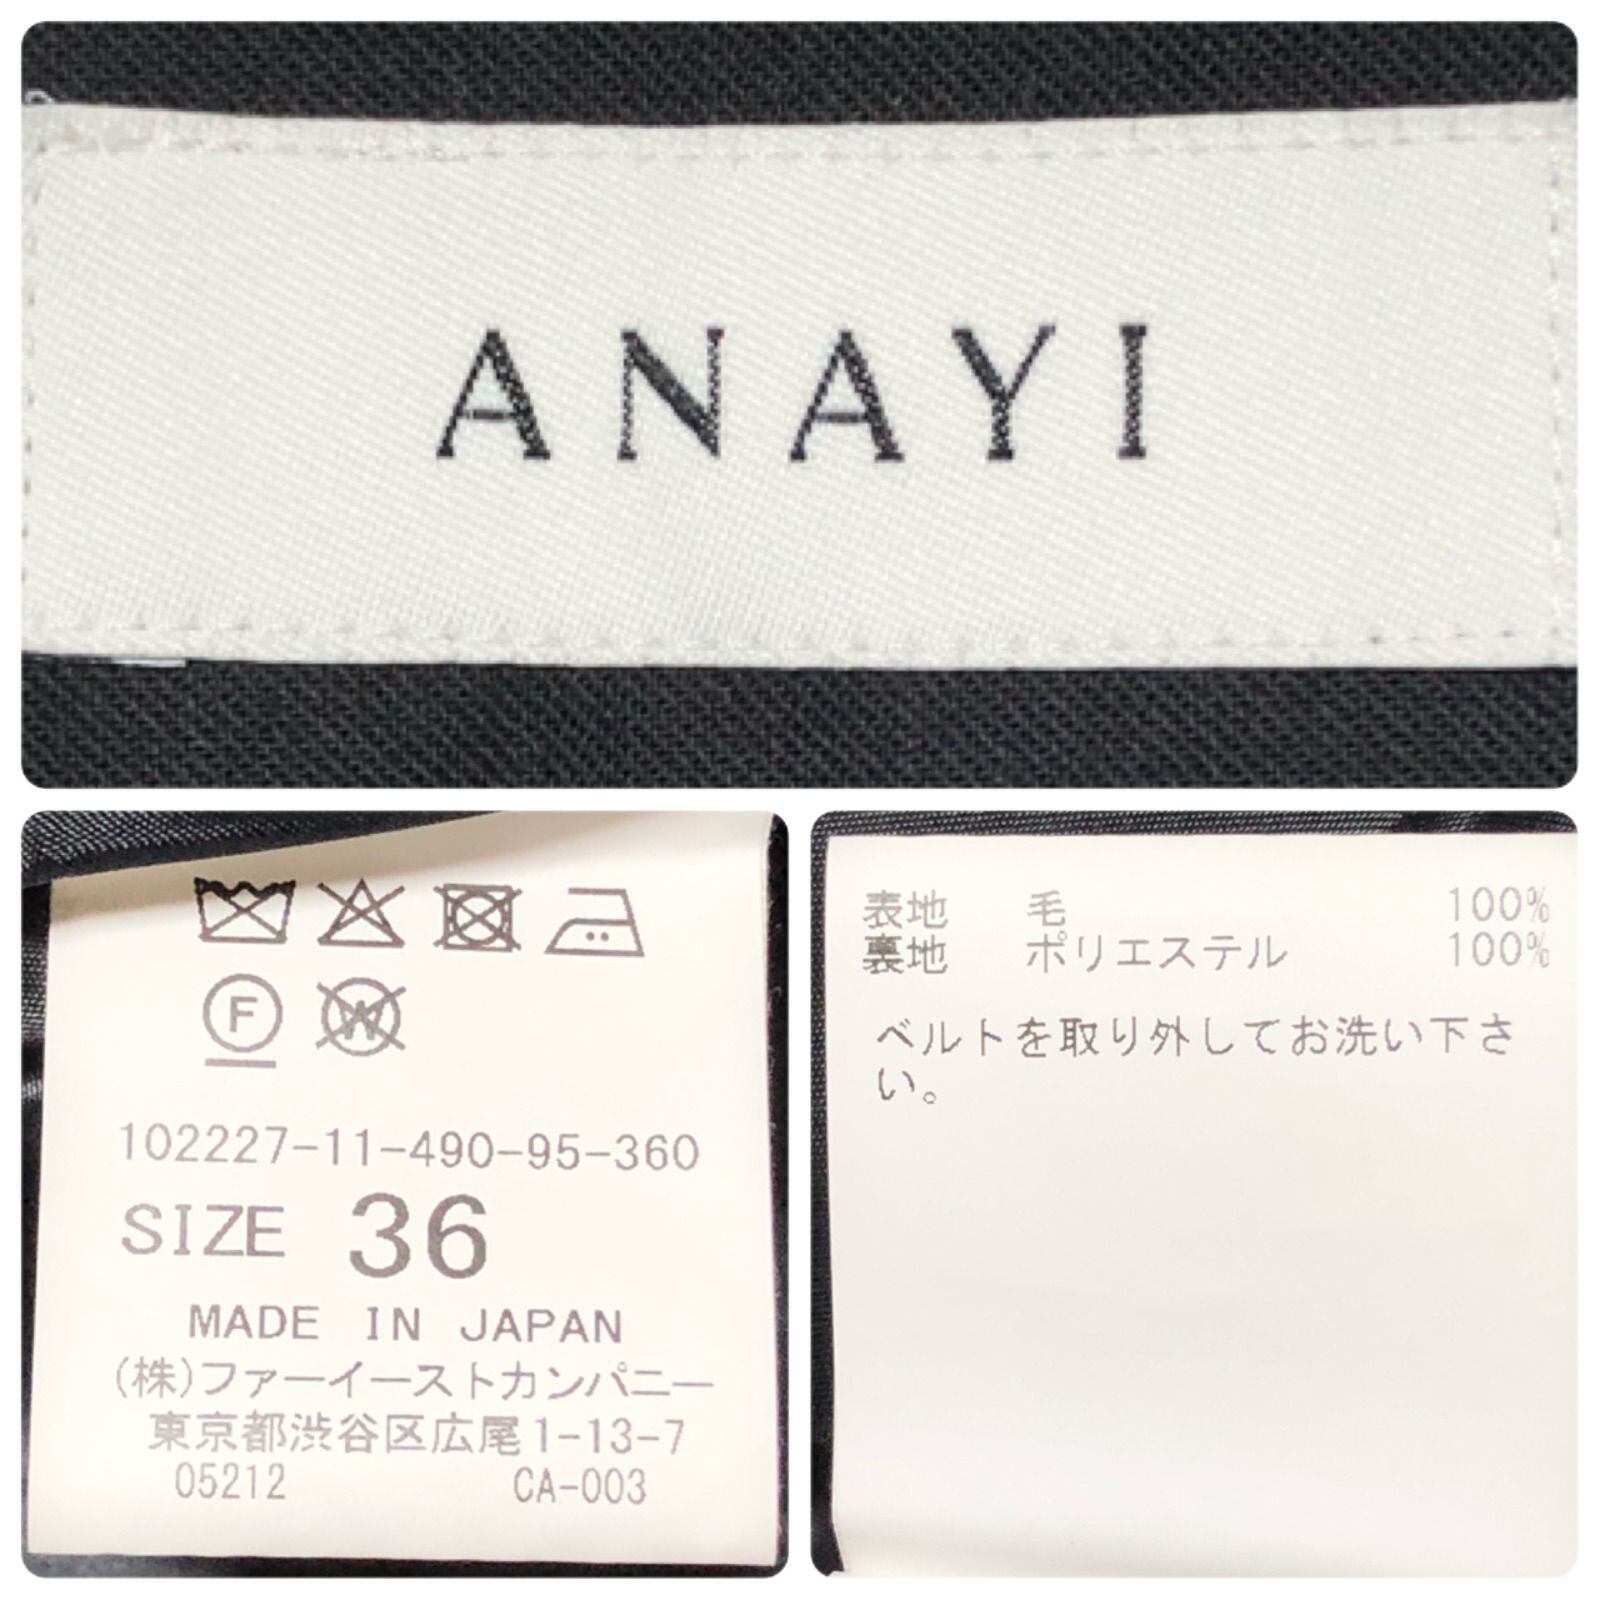 ANAYI
F
W
102227-11-490-95-360
SIZE 36
MADE IN JAPAN
(株)ファーイーストカンパニー
東京都渋谷区広尾1-13-7
05212 CA-003
表地 毛 100%
裏地 ポリエステル 100%
ベルトを取り外してお洗い下さ
い。